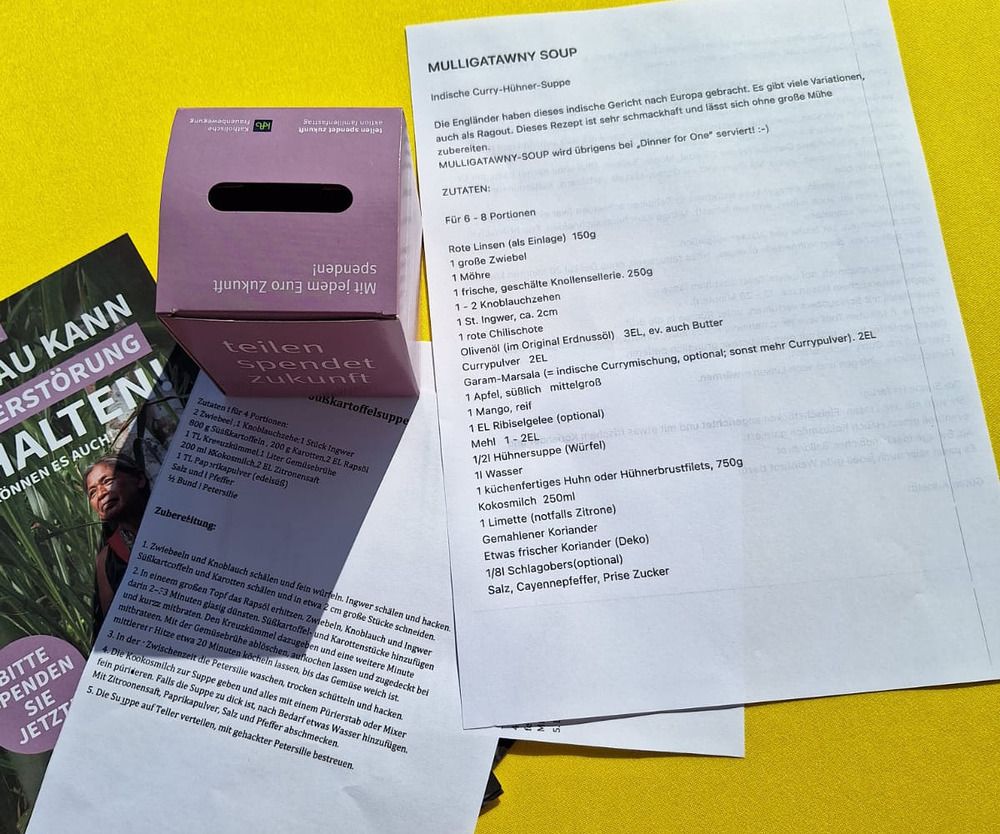 MULLIGATAWNY SOUP
Indische Curry-Hühner-Suppe
Die Engländer haben dieses indische Gericht nach Europa gebracht. Es gibt viele Variationen,
auch als Ragout. Dieses Rezept ist sehr schmackhaft und lässt sich ohne große Mühe
zubereiten.
MULLIGATAWNY-SOUP wird übrigens bei „Dinner for One“ serviert! :-)
ZUTATEN:
Für 6 - 8 Portionen
Rote Linsen (als Einlage) 150g
1 große Zwiebel
1 Möhre
1 frische, geschälte Knollensellerie. 250g
1 - 2 Knoblauchzehen
1 St. Ingwer, ca. 2cm
1 rote Chilischote
Olivenöl (im Original Erdnussöl) 3EL, ev. auch Butter
Currypulver 2EL
Garam-Marsala (= indische Currymischung, optional; sonst mehr Currypulver). 2EL
1 Apfel, süßlich mittelgroß
1 Mango, reif
1 EL Ribiselgelee (optional)
Mehl 1 - 2EL
1/2l Hühnersuppe (Würfel)
1l Wasser
1 küchenfertiges Huhn oder Hühnerbrustfilets, 750g
Kokosmilch 250ml
1 Limette (notfalls Zitrone)
Gemahlener Koriander
Etwas frischer Koriander (Deko)
1/8l Schlagobers(optional)
Salz, Cayennepfeffer, Prise Zucker
teilen spendet zukunft
aktion familienfasttag
kfb
Katholische
Frauenbewegung
Mit jedem Euro Zukunft
spenden!
teilen
spendet
zukunft
AU KANN
ERSTÖRUNG
HALTEN!
ÖNNEN ES AUCH!
BITTE
SPENDEN
SIE
JETZT
Süßkartoffelsuppe
Zutaten f für 4 Portionen:
2 Zwiebeel ;1 Knoblauchzehe;1 Stück Ingwer
800 g Süßkartoffeln , 200 g Karotten,2 EL Rapsöl
1 TL Kreuzkümmel,1 Liter Gemüsebrühe
200 ml KKokosmilch,2 EL Zitronensaft
1 TL Paprikapulver (edelsüß)
Salz und l Pfeffer
½ Bund l Petersilie
Zubereitung:
1. Zwiebeeln und Knoblauch schälen und fein würfeln. Ingwer schälen und hacken.
Süßkartcoffeln und Karotten schälen und in etwa 2 cm große Stücke schneiden.
2. In eineem großen Topf das Rapsöl erhitzen. Zwiebeln, Knoblauch und Ingwer
darin 2-3 Minuten glasig dünsten. Süßkartoffel- und Karottenstücke hinzufügen
und kurzz mitbraten. Den Kreuzkümmel dazugeben und eine weitere Minute
mitbrateen. Mit der Gemüsebrühe ablöschen, aufkochen lassen und zugedeckt bei
mittlererr Hitze etwa 20 Minuten köcheln lassen, bis das Gemüse weich ist.
3. In der - Zwischenzeit die Petersilie waschen, trocken schütteln und hacken.
4. Die Kookosmilch zur Suppe geben und alles mit einem Pürierstab oder Mixer
fein pürieren. Falls die Suppe zu dick ist, nach Bedarf etwas Wasser hinzufügen.
Mit Zitroonensaft, Paprikapulver, Salz und Pfeffer abschmecken.
5. Die Suppe auf Teller verteilen, mit gehackter Petersilie bestreuen.